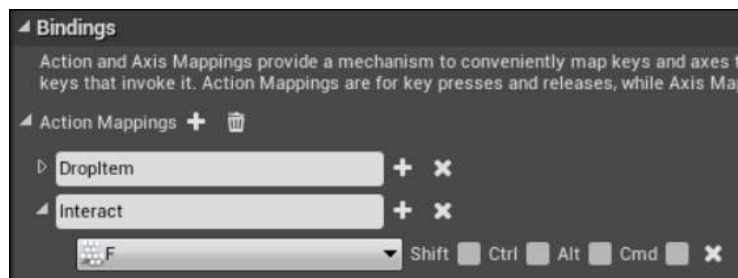 Bindings
Action and Axis Mappings provide a mechanism to conveniently map keys and axes
keys that invoke it. Action Mappings are for key presses and releases, while Axis
Action Mappings
DropItem
Interact
F Shift Ctrl Alt Cmd